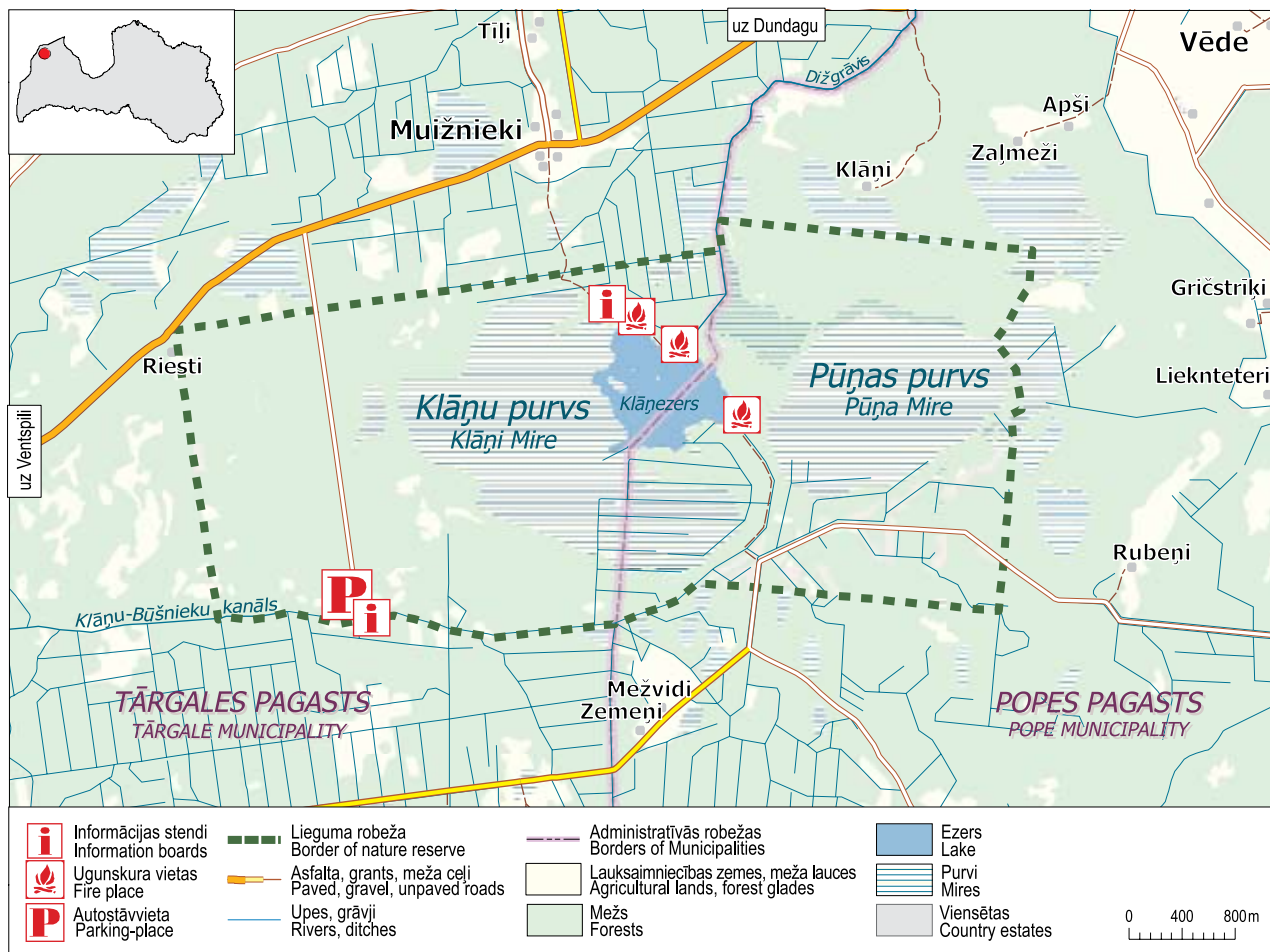 uz Dundagu
Tīļi
Vēde
Dižgrāvis
Apši
Muižnieki
Zaļmeži
Klāņi
Gričstrīķi
Riesti
Lieknteteri
Pūņas purvs
Pūņa Mire
Klāņu purvs
Klāņi Mire
Klāņezers
uz Ventspili
Rubeņi
P
i
i
Klāņu-Būšnieku kanāls
Mežvidi
Zemeņi
TĀRGALES PAGASTS
TĀRGALE MUNICIPALITY
POPES PAGASTS
POPE MUNICIPALITY
i
Informācijas stendi
Information boards
Ugunskura vietas
Fire place
P
Autostāvvieta
Parking-place
Lieguma robeža
Border of nature reserve
Asfalta, grants, meža ceļi
Paved, gravel, unpaved roads
Upes, grāvji
Rivers, ditches
Administratīvās robežas
Borders of Municipalities
Lauksaimniecības zemes, meža lauces
Agricultural lands, forest glades
Mežs
Forests
Ezers
Lake
Purvi
Mires
Viensētas
Country estates
0 400 800 m